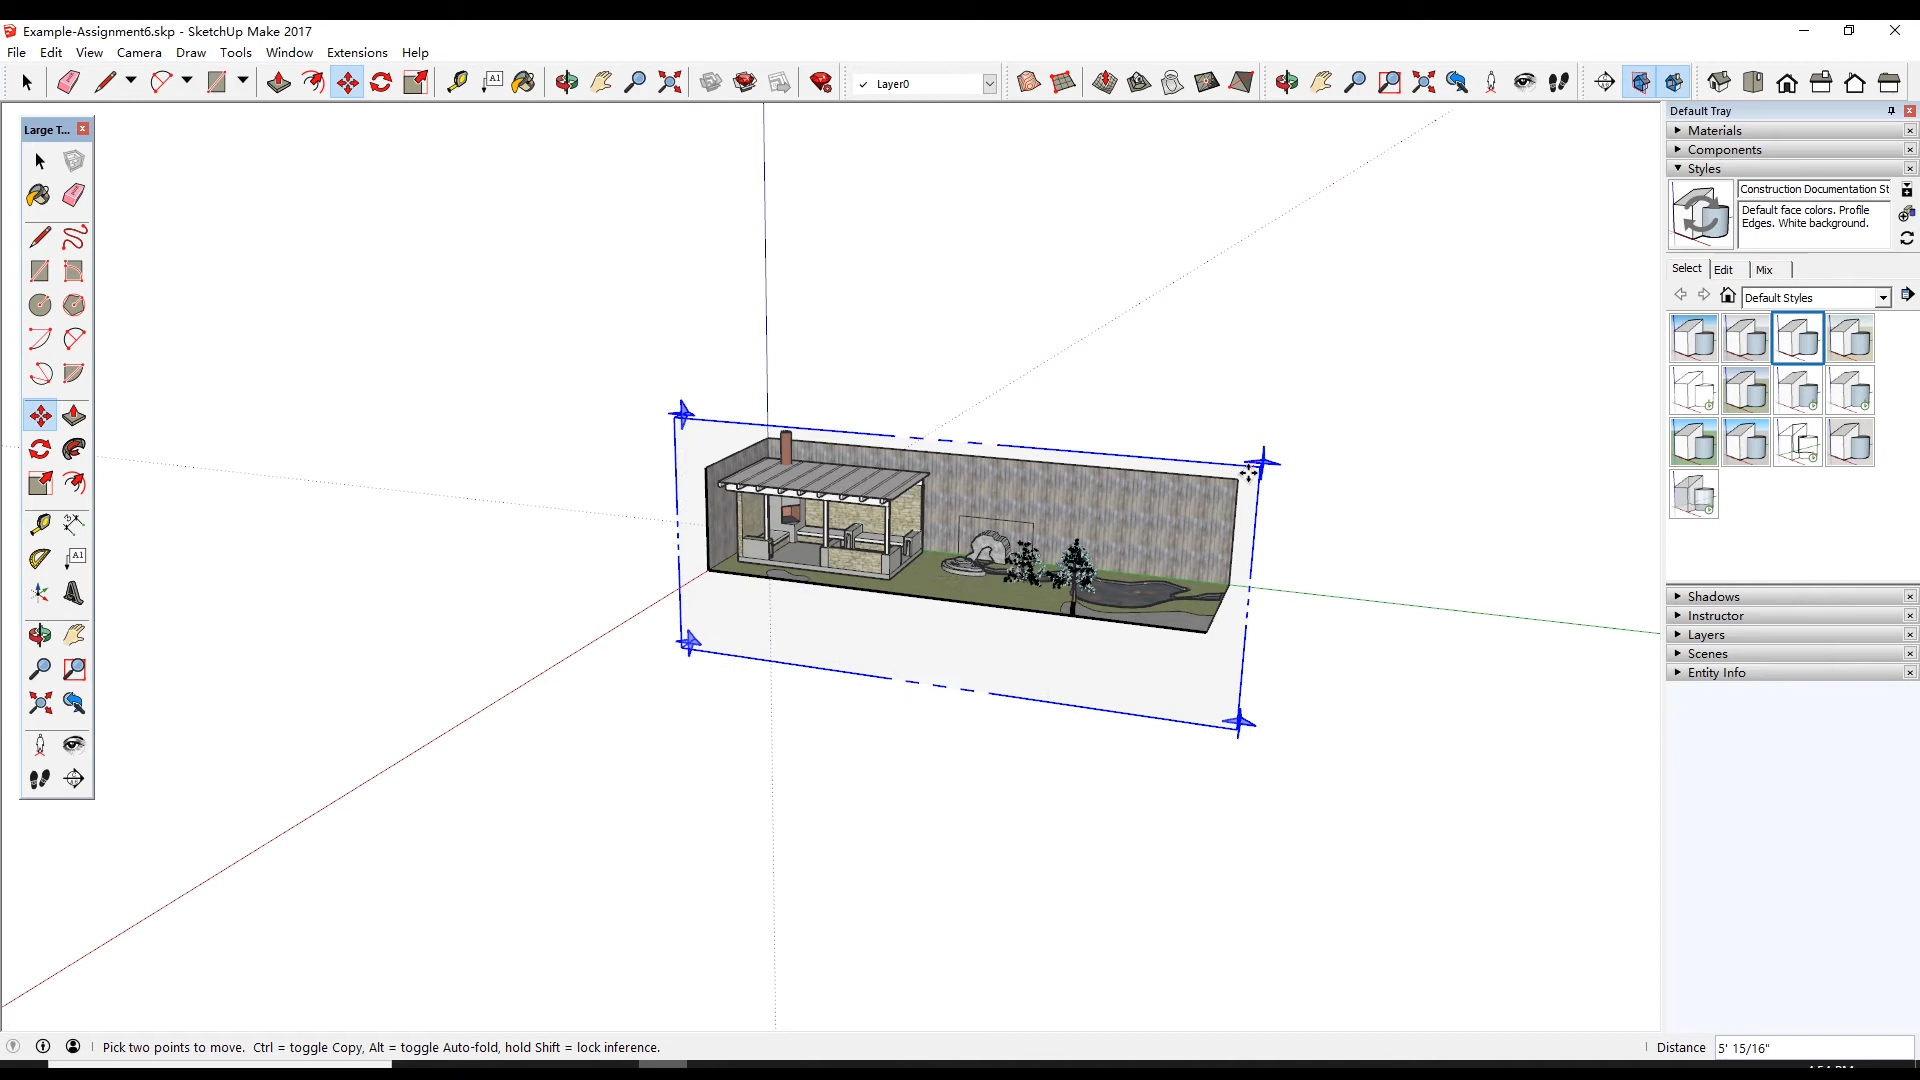 Example-Assignment6.skp - SketchUp Make 2017
File Edit View Camera Draw Tools Window Extensions Help
A1
Layer0
Large T...
A1
Default Tray
Materials
Components
Styles
Construction Documentation St
Default face colors. Profile
Edges. White background.
Select Edit Mix
Default Styles
Shadows
Instructor
Layers
Scenes
Entity Info
Pick two points to move. Ctrl = toggle Copy, Alt = toggle Auto-fold, hold Shift = lock inference.
Distance 5' 15/16"